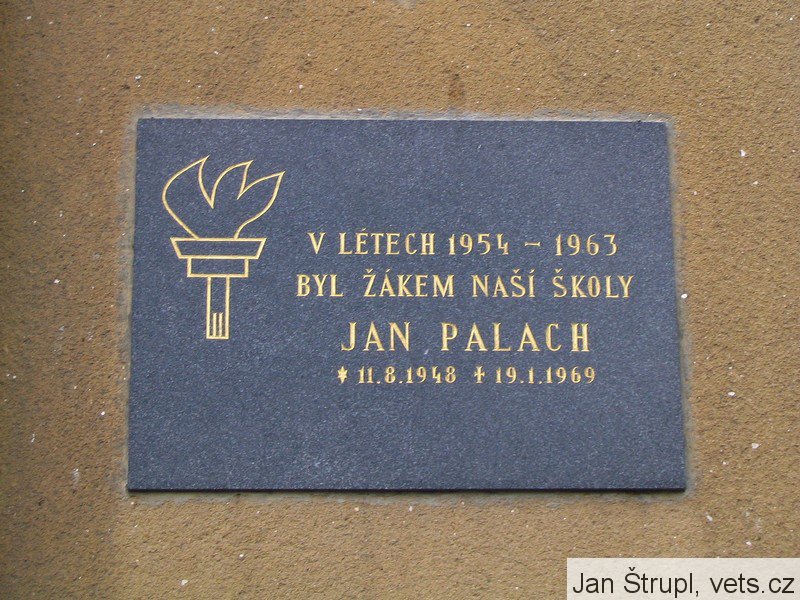 V LÉTECH 1954 – 1963
BYL ŽÁKEM NAŠÍ ŠKOLY
JAN PALACH
* 11.8.1948 ✝ 19.1.1969
Jan Štrupl, vets.cz